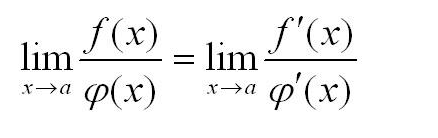 lim x→a f(x)/φ(x) = lim x→a f′(x)/φ′(x)